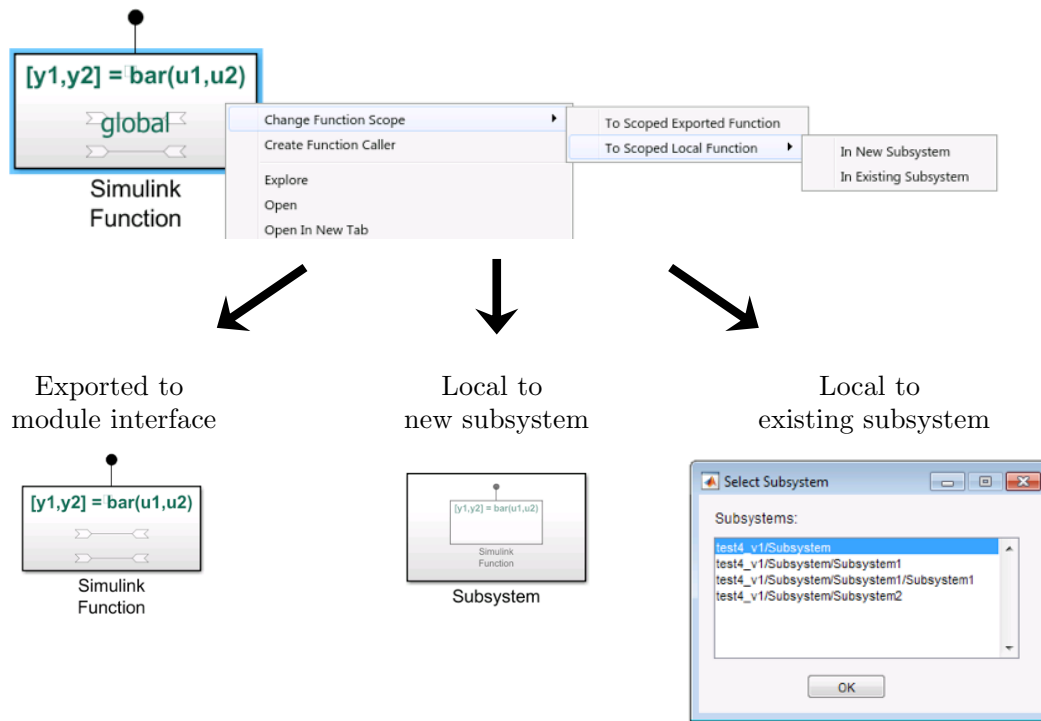 [y1,y2] = bar(u1,u2)
global
Simulink
Function
Change Function Scope
Create Function Caller
Explore
Open
Open In New Tab
To Scoped Exported Function
To Scoped Local Function
In New Subsystem
In Existing Subsystem
Exported to
module interface
Local to
new subsystem
Local to
existing subsystem
[y1,y2] = bar(u1,u2)
Simulink
Function
[y1,y2] = bar(u1,u2)
Simulink
Function
Subsystem
Select Subsystem
Subsystems:
test4_v1/Subsystem
test4_v1/Subsystem/Subsystem1
test4_v1/Subsystem/Subsystem1/Subsystem1
test4_v1/Subsystem/Subsystem2
OK